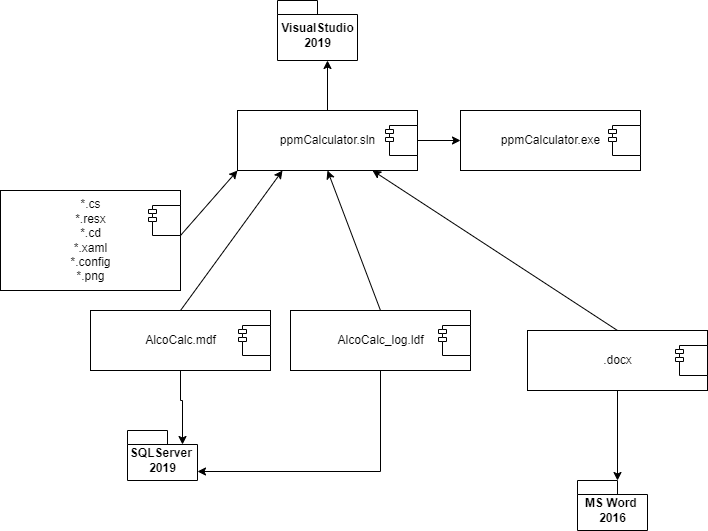 VisualStudio
2019
ppmCalculator.sln
ppmCalculator.exe
*.cs
*.resx
*.cd
*.xaml
*.config
*.png
AlcoCalc.mdf
AlcoCalc_log.ldf
.docx
SQLServer
2019
MS Word
2016